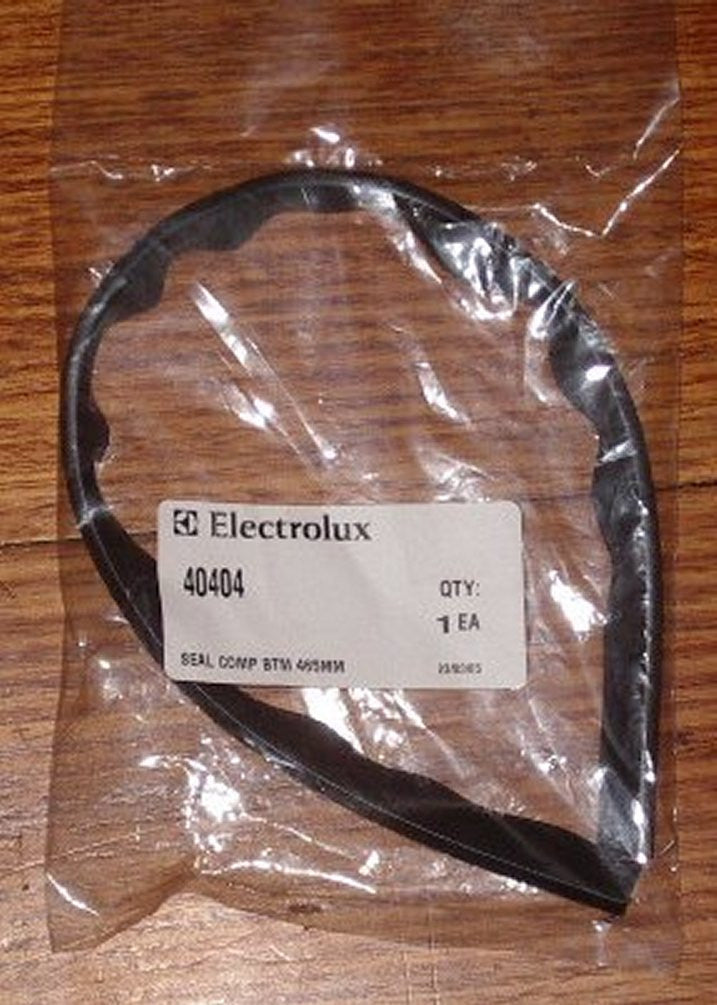 Electrolux
40404
QTY:
1 EA
SEAL COMP BTM 465MM